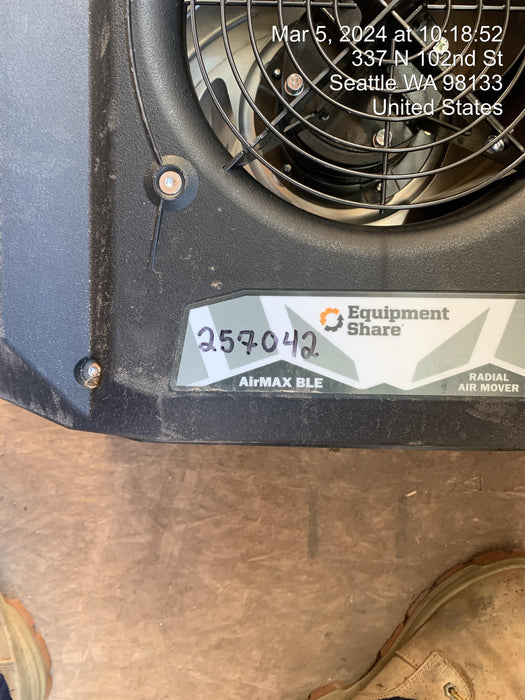 Mar 5, 2024 at 10:18:52
337 N 102nd St
Seattle WA 98133
United States
Equipment
Share
257042
AirMAX BLE
RADIAL
AIR MOVER